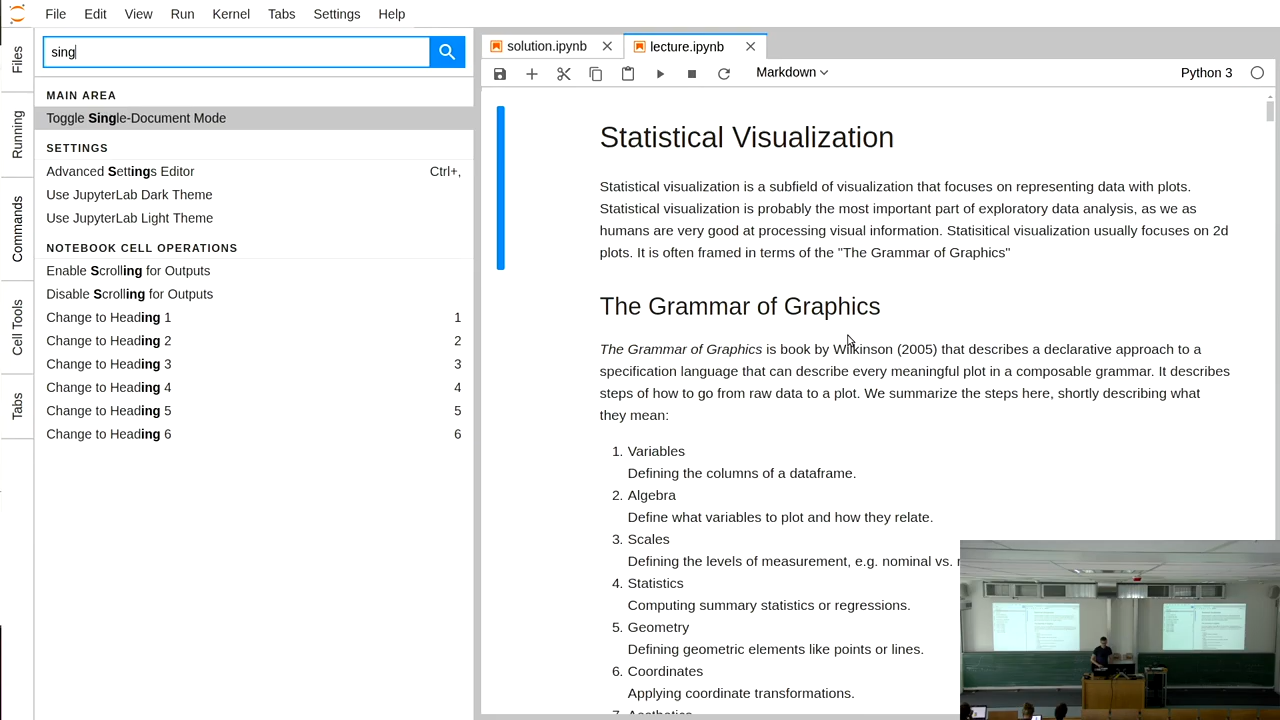 File Edit View Run Kernel Tabs Settings Help
Files
Running
Commands
Cell Tools
Tabs
sing
MAIN AREA
Toggle Single-Document Mode
SETTINGS
Advanced Settings Editor Ctrl+,
Use JupyterLab Dark Theme
Use JupyterLab Light Theme
NOTEBOOK CELL OPERATIONS
Enable Scrolling for Outputs
Disable Scrolling for Outputs
Change to Heading 1 1
Change to Heading 2 2
Change to Heading 3 3
Change to Heading 4 4
Change to Heading 5 5
Change to Heading 6 6
solution.ipynb lecture.ipynb
Markdown Python 3
Statistical Visualization
Statistical visualization is a subfield of visualization that focuses on representing data with plots.
Statistical visualization is probably the most important part of exploratory data analysis, as we as
humans are very good at processing visual information. Statisitical visualization usually focuses on 2d
plots. It is often framed in terms of the "The Grammar of Graphics"
The Grammar of Graphics
The Grammar of Graphics is book by Wilkinson (2005) that describes a declarative approach to a
specification language that can describe every meaningful plot in a composable grammar. It describes
steps of how to go from raw data to a plot. We summarize the steps here, shortly describing what
they mean:
1. Variables
Defining the columns of a dataframe.
2. Algebra
Define what variables to plot and how they relate.
3. Scales
Defining the levels of measurement, e.g. nominal vs.
4. Statistics
Computing summary statistics or regressions.
5. Geometry
Defining geometric elements like points or lines.
6. Coordinates
Applying coordinate transformations.
7. Aesthetics